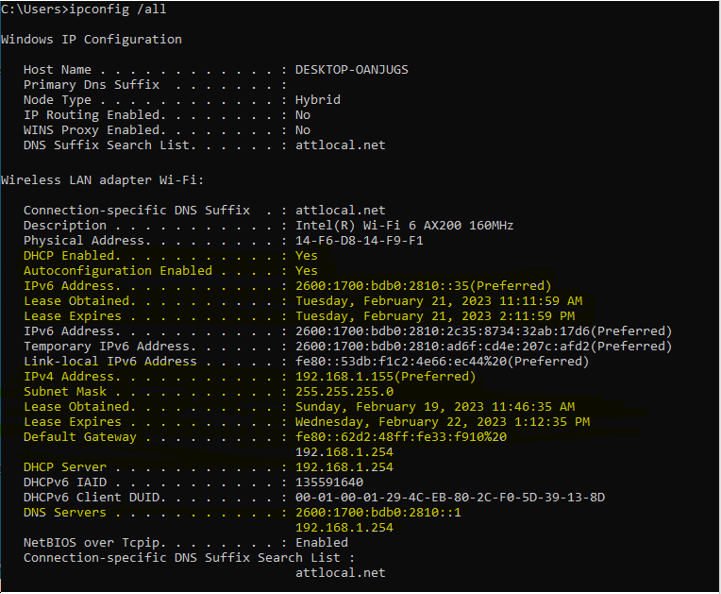 C:\Users>ipconfig /all
Windows IP Configuration
Host Name . . . . . . . . . . . . : DESKTOP-OANJUGS
Primary Dns Suffix  . . . . . . . :
Node Type . . . . . . . . . . . . : Hybrid
IP Routing Enabled. . . . . . . . : No
WINS Proxy Enabled. . . . . . . . : No
DNS Suffix Search List. . . . . . : attlocal.net
Wireless LAN adapter Wi-Fi:
Connection-specific DNS Suffix  . : attlocal.net
Description . . . . . . . . . . . : Intel(R) Wi-Fi 6 AX200 160MHz
Physical Address. . . . . . . . . : 14-F6-D8-14-F9-F1
DHCP Enabled. . . . . . . . . . . : Yes
Autoconfiguration Enabled . . . . : Yes
IPv6 Address. . . . . . . . . . . : 2600:1700:bdb0:2810::35(Preferred)
Lease Obtained. . . . . . . . . . : Tuesday, February 21, 2023 11:11:59 AM
Lease Expires . . . . . . . . . . : Tuesday, February 21, 2023 2:11:59 PM
IPv6 Address. . . . . . . . . . . : 2600:1700:bdb0:2810:2c35:8734:32ab:17d6(Preferred)
Temporary IPv6 Address. . . . . . : 2600:1700:bdb0:2810:ad6f:cd4e:207c:afd2(Preferred)
Link-local IPv6 Address . . . . . : fe80::53db:f1c2:4e66:ec44%20(Preferred)
IPv4 Address. . . . . . . . . . . : 192.168.1.155(Preferred)
Subnet Mask . . . . . . . . . . . : 255.255.255.0
Lease Obtained. . . . . . . . . . : Sunday, February 19, 2023 11:46:35 AM
Lease Expires . . . . . . . . . . : Wednesday, February 22, 2023 1:12:35 PM
Default Gateway . . . . . . . . . : fe80::62d2:48ff:fe33:f910%20
192.168.1.254
DHCP Server . . . . . . . . . . . : 192.168.1.254
DHCPv6 IAID . . . . . . . . . . . : 135591640
DHCPv6 Client DUID. . . . . . . . : 00-01-00-01-29-4C-EB-80-2C-F0-5D-39-13-8D
DNS Servers . . . . . . . . . . . : 2600:1700:bdb0:2810::1
192.168.1.254
NetBIOS over Tcpip. . . . . . . . : Enabled
Connection-specific DNS Suffix Search List :
attlocal.net